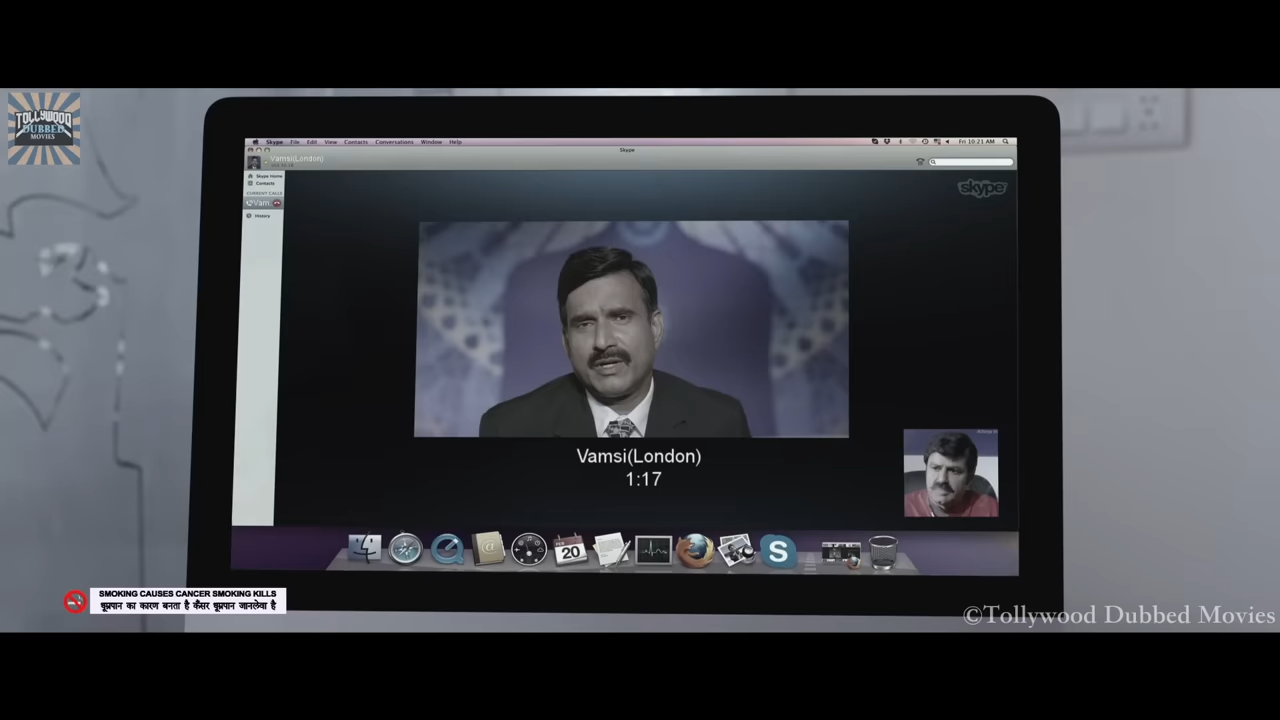 TOLLYWOOD
DUBBED
MOVIES
Skype File Edit View Contacts Conversations Window Help
Fri 10:21 AM
Skype
Vamsi(London)
Skype Home
Contacts
CURRENT CALLS
Vam
History
skype
Vamsi(London)
1:17
FEB
20
SMOKING CAUSES CANCER SMOKING KILLS
धूम्रपान का कारण बनता है कैंसर धूम्रपान जानलेवा है
©Tollywood Dubbed Movies